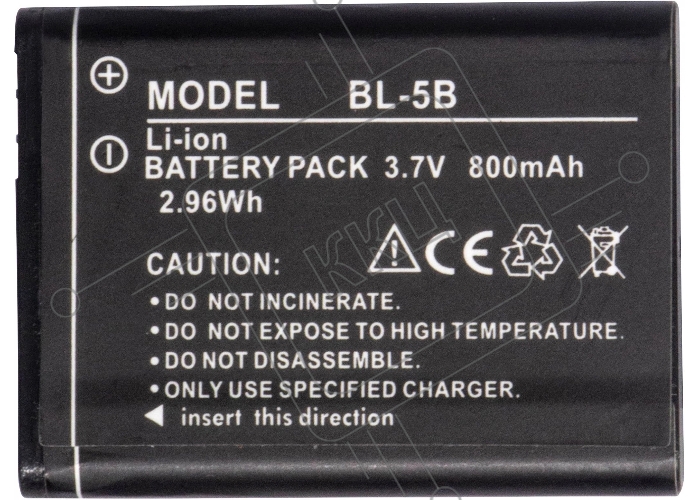 MODEL BL-5B
Li-ion
BATTERY PACK 3.7V 800mAh
2.96Wh
CAUTION:
CE
• DO NOT INCINERATE.
• DO NOT EXPOSE TO HIGH TEMPERATURE.
• DO NOT DISASSEMBLE.
• ONLY USE SPECIFIED CHARGER.
◀ insert this direction
ККЦ